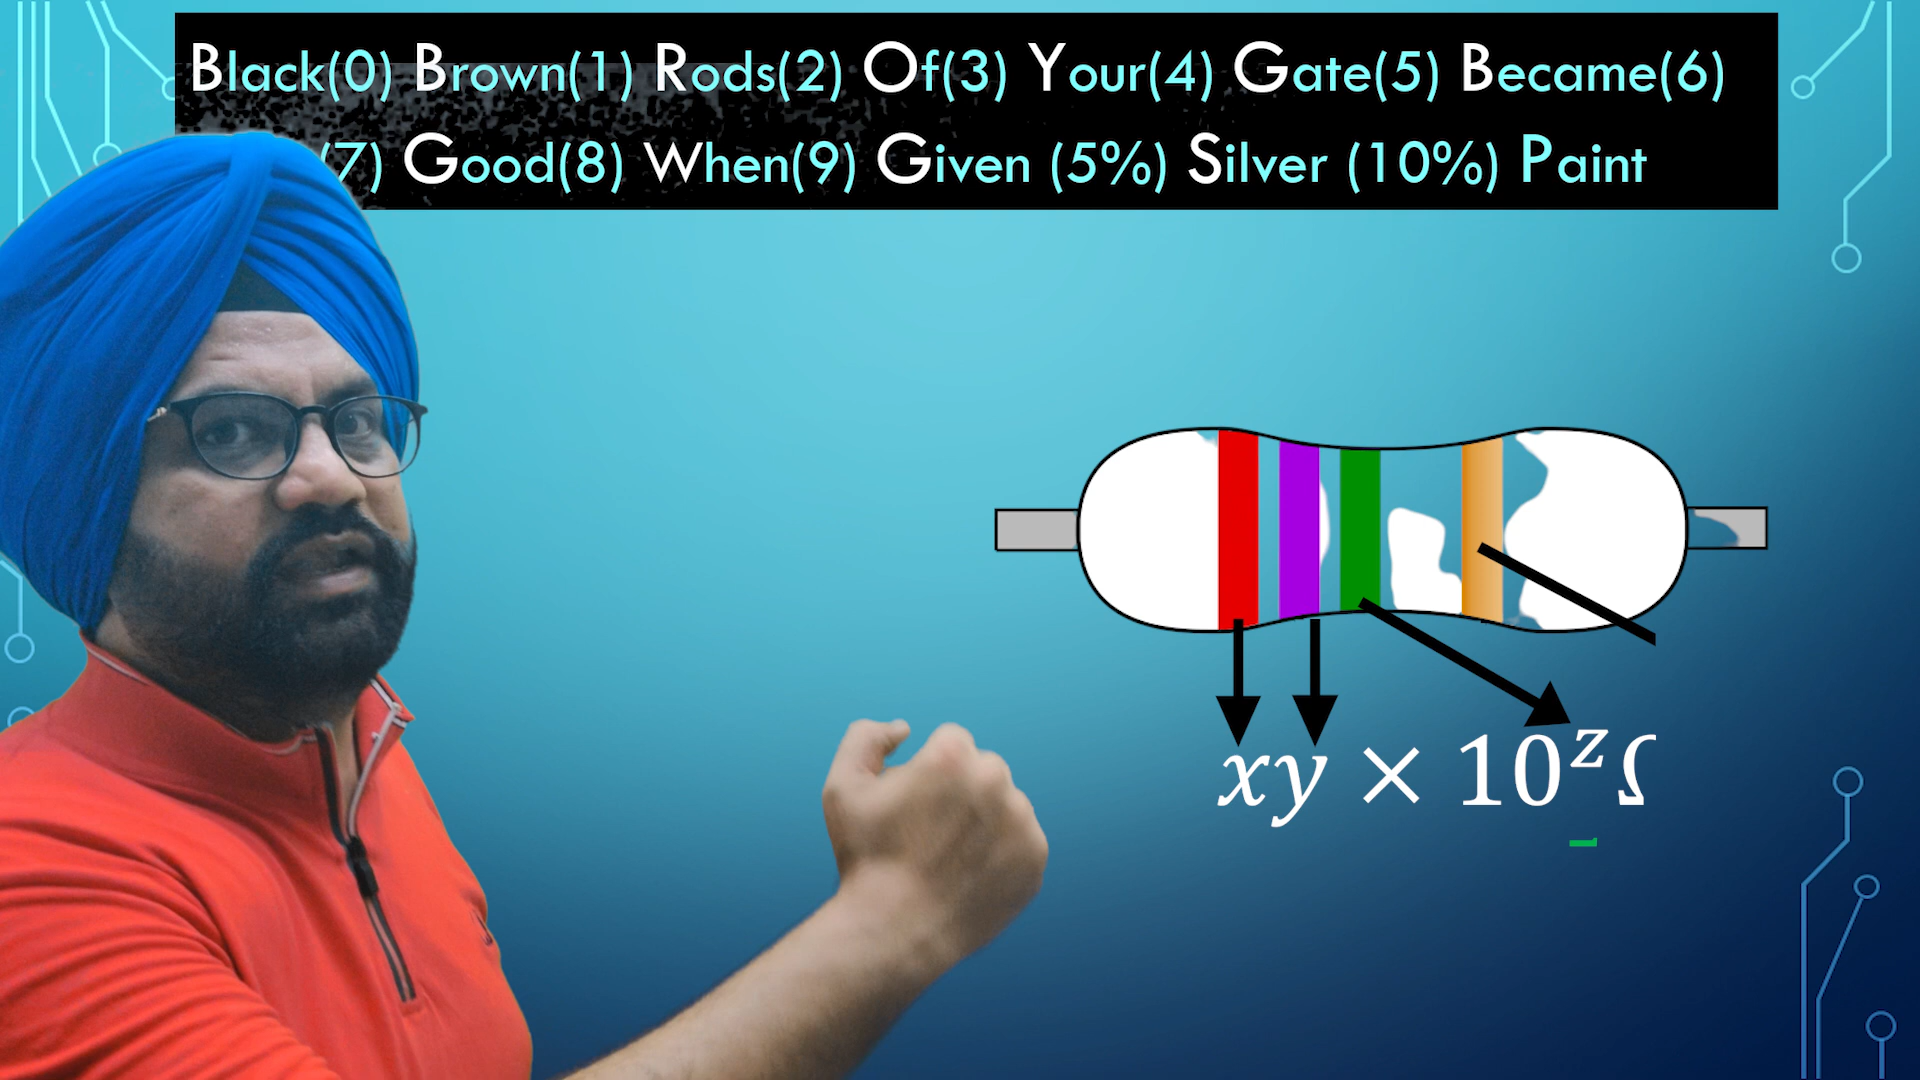 Black(0) Brown(1) Rods(2) Of(3) Your(4) Gate(5) Became(6)
(7) Good(8) When(9) Given (5%) Silver (10%) Paint
xy × 10^z Ω